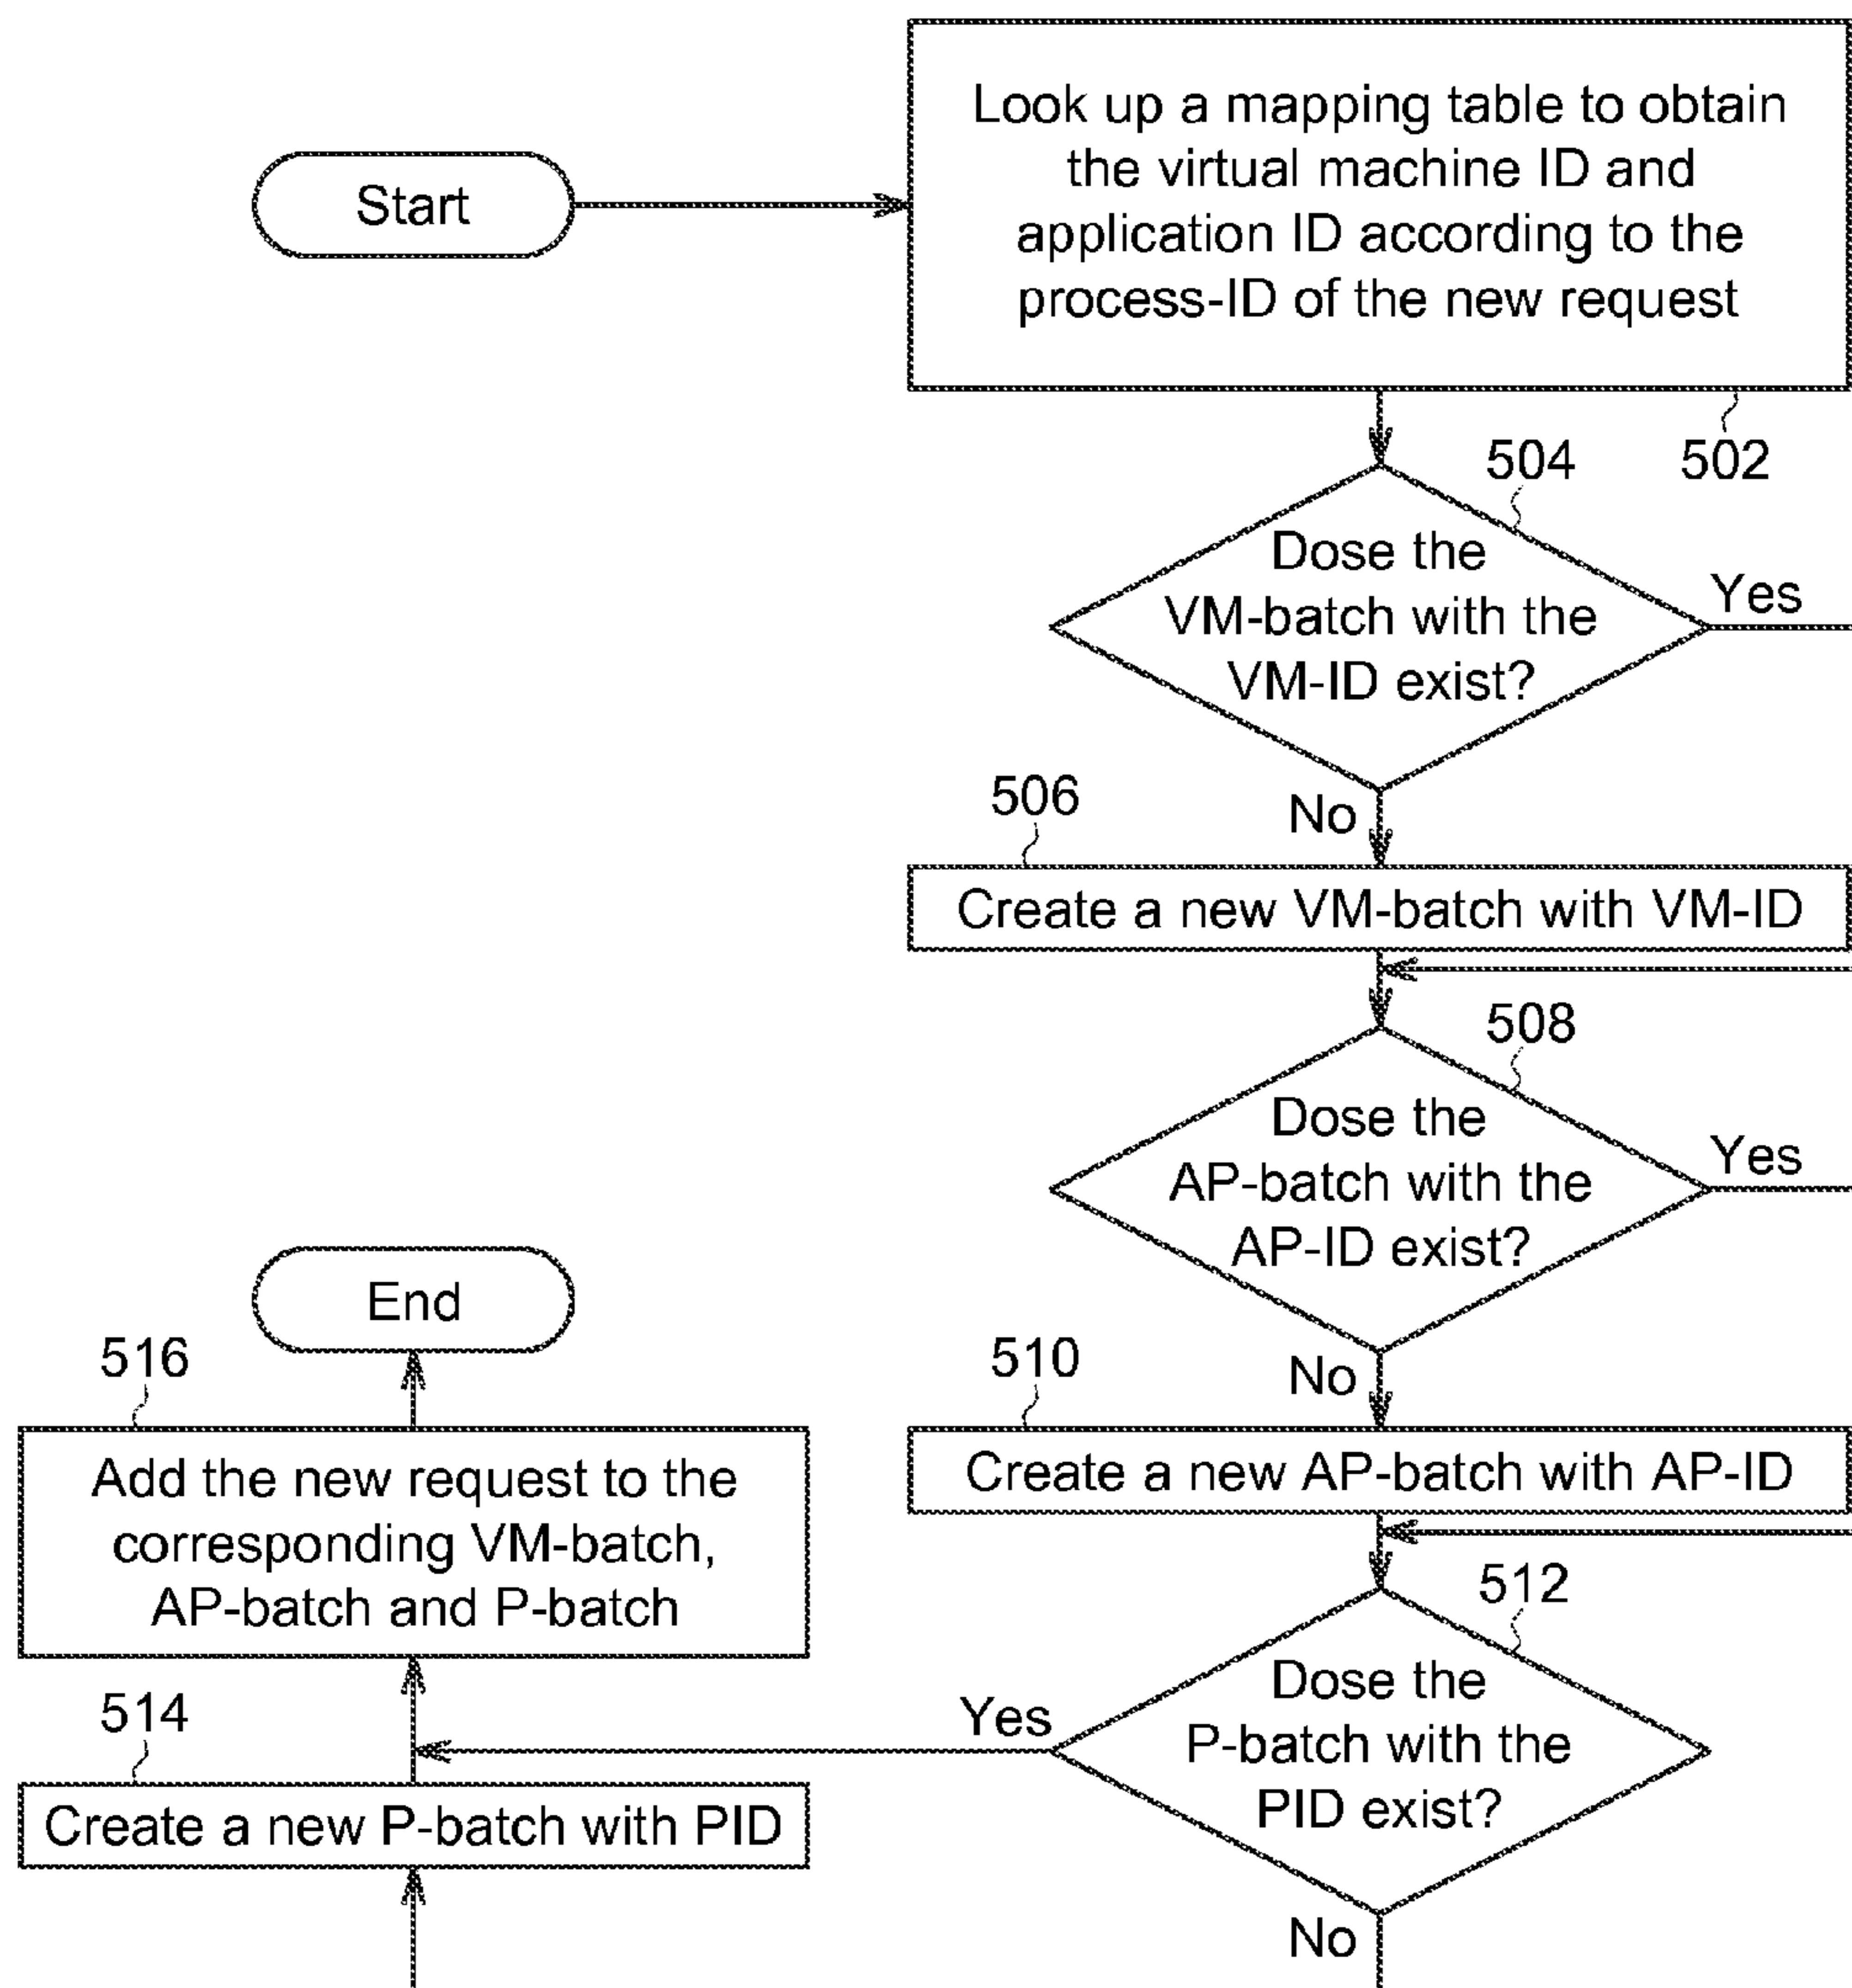 Start
Look up a mapping table to obtain
the virtual machine ID and
application ID according to the
process-ID of the new request
502
504
Dose the
VM-batch with the
VM-ID exist?
Yes
No
506
Create a new VM-batch with VM-ID
508
Dose the
AP-batch with the
AP-ID exist?
Yes
No
510
Create a new AP-batch with AP-ID
512
Dose the
P-batch with the
PID exist?
Yes
No
514
Create a new P-batch with PID
516
Add the new request to the
corresponding VM-batch,
AP-batch and P-batch
End